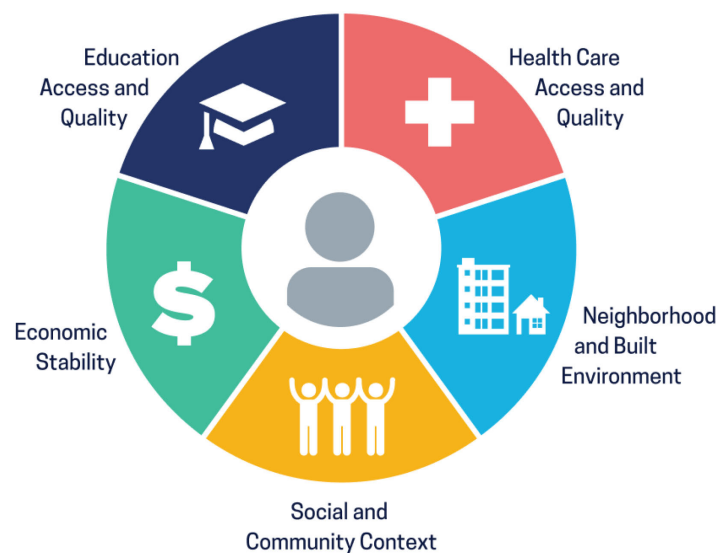 Education
Access and
Quality
Health Care
Access and
Quality
Economic
Stability
Neighborhood
and Built
Environment
Social and
Community Context